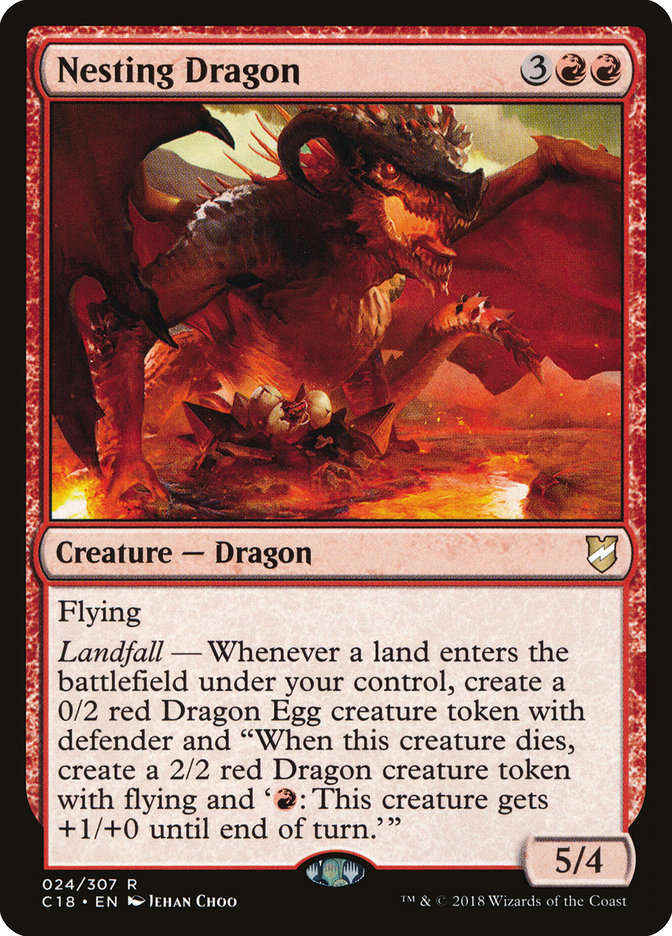 Nesting Dragon 3
Creature — Dragon
Flying
Landfall — Whenever a land enters the
battlefield under your control, create a
0/2 red Dragon Egg creature token with
defender and “When this creature dies,
create a 2/2 red Dragon creature token
with flying and ‘ : This creature gets
+1/+0 until end of turn.’”
5/4
024/307 R
C18 • EN Jehan Choo
™ & © 2018 Wizards of the Coast